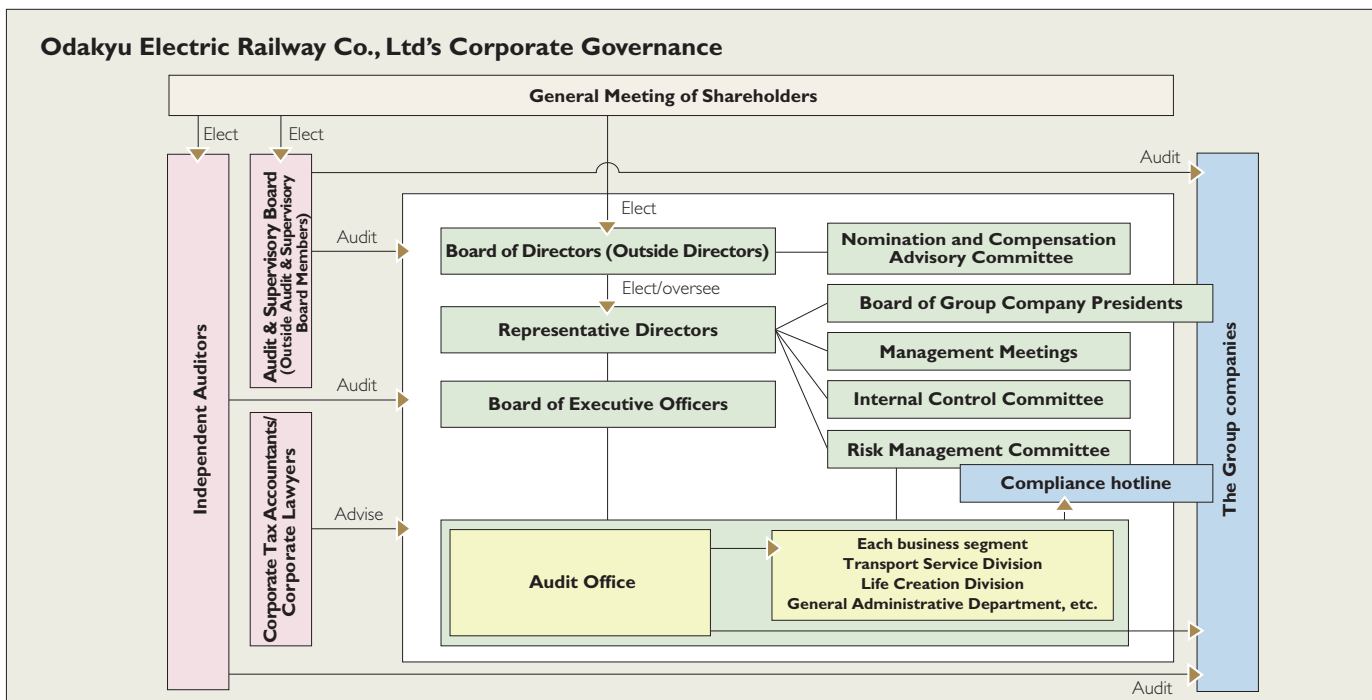 Odakyu Electric Railway Co., Ltd's Corporate Governance
General Meeting of Shareholders
Elect
Elect
Audit
Independent Auditors
Audit & Supervisory Board
(Outside Audit & Supervisory
Board Members)
The Group companies
Elect
Audit
Board of Directors (Outside Directors)
Nomination and Compensation
Advisory Committee
Elect/oversee
Board of Group Company Presidents
Representative Directors
Management Meetings
Audit
Board of Executive Officers
Internal Control Committee
Corporate Tax Accountants/
Corporate Lawyers
Risk Management Committee
Compliance hotline
Advise
Audit Office
Each business segment
Transport Service Division
Life Creation Division
General Administrative Department, etc.
Audit